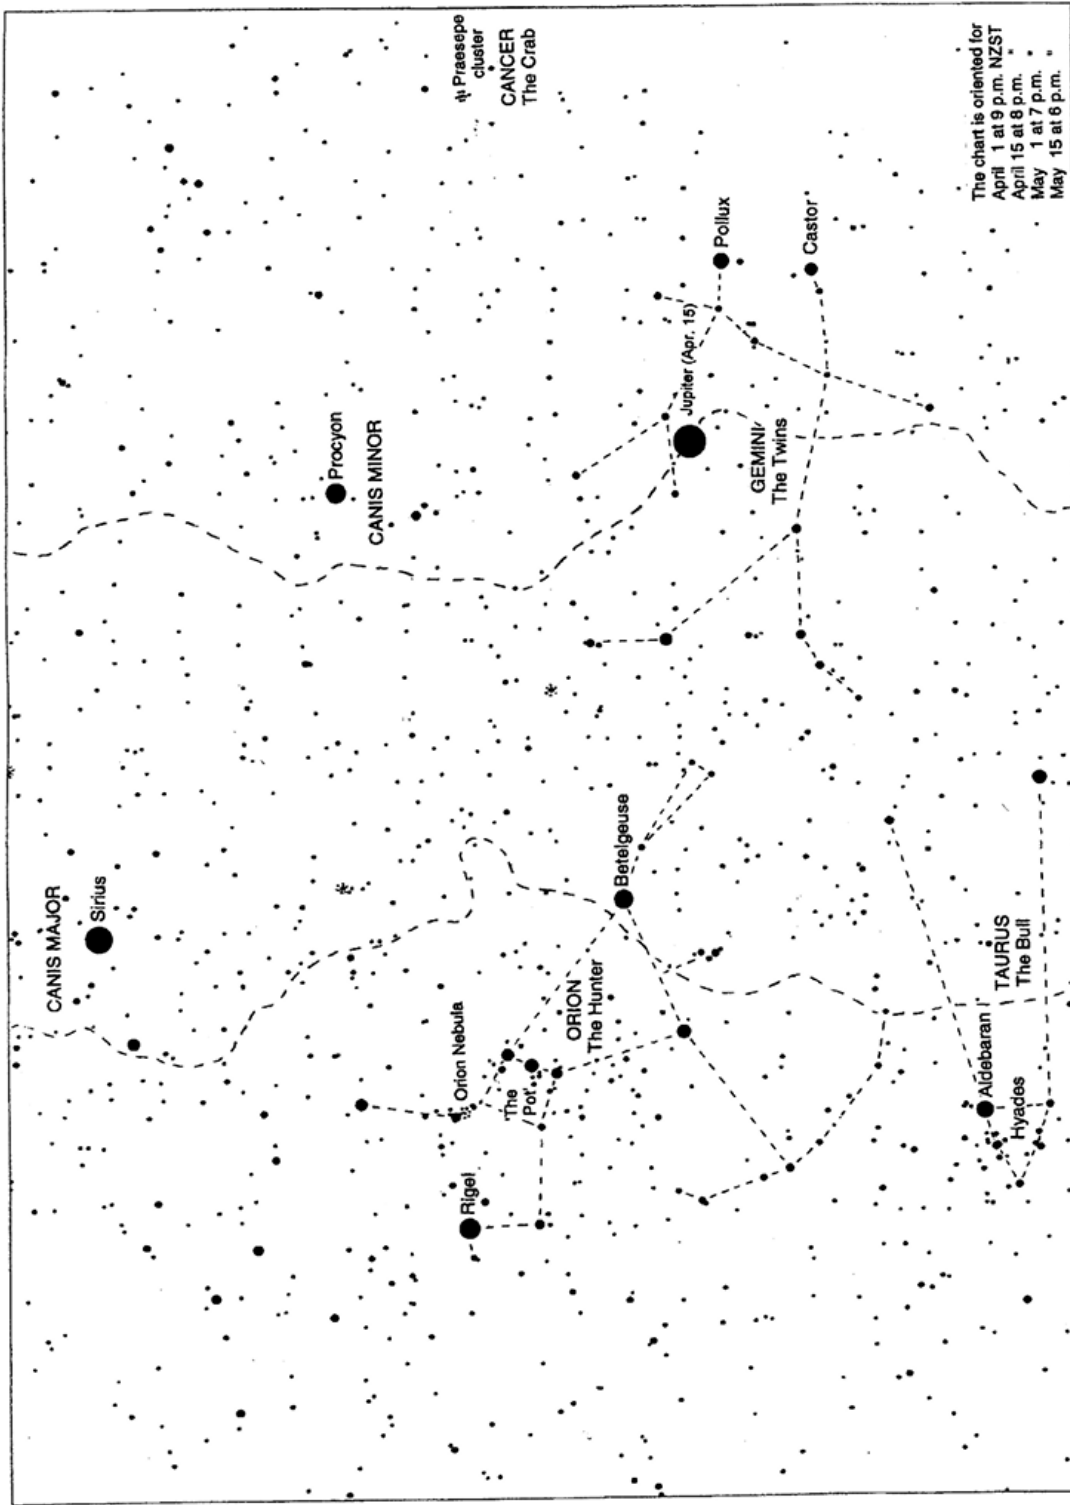 CANIS MAJOR
Sirius
Procyon
CANIS MINOR
Praesepe
cluster
CANCER
The Crab
Rigel
Orion Nebula
'The
Pot'
ORION
The Hunter
Betelgeuse
Jupiter (Apr. 15)
Pollux
GEMINI
The Twins
Castor
Aldebaran
Hyades
TAURUS
The Bull
The chart is oriented for
April 1 at 9 p.m. NZST
April 15 at 8 p.m. "
May 1 at 7 p.m. "
May 15 at 6 p.m. "